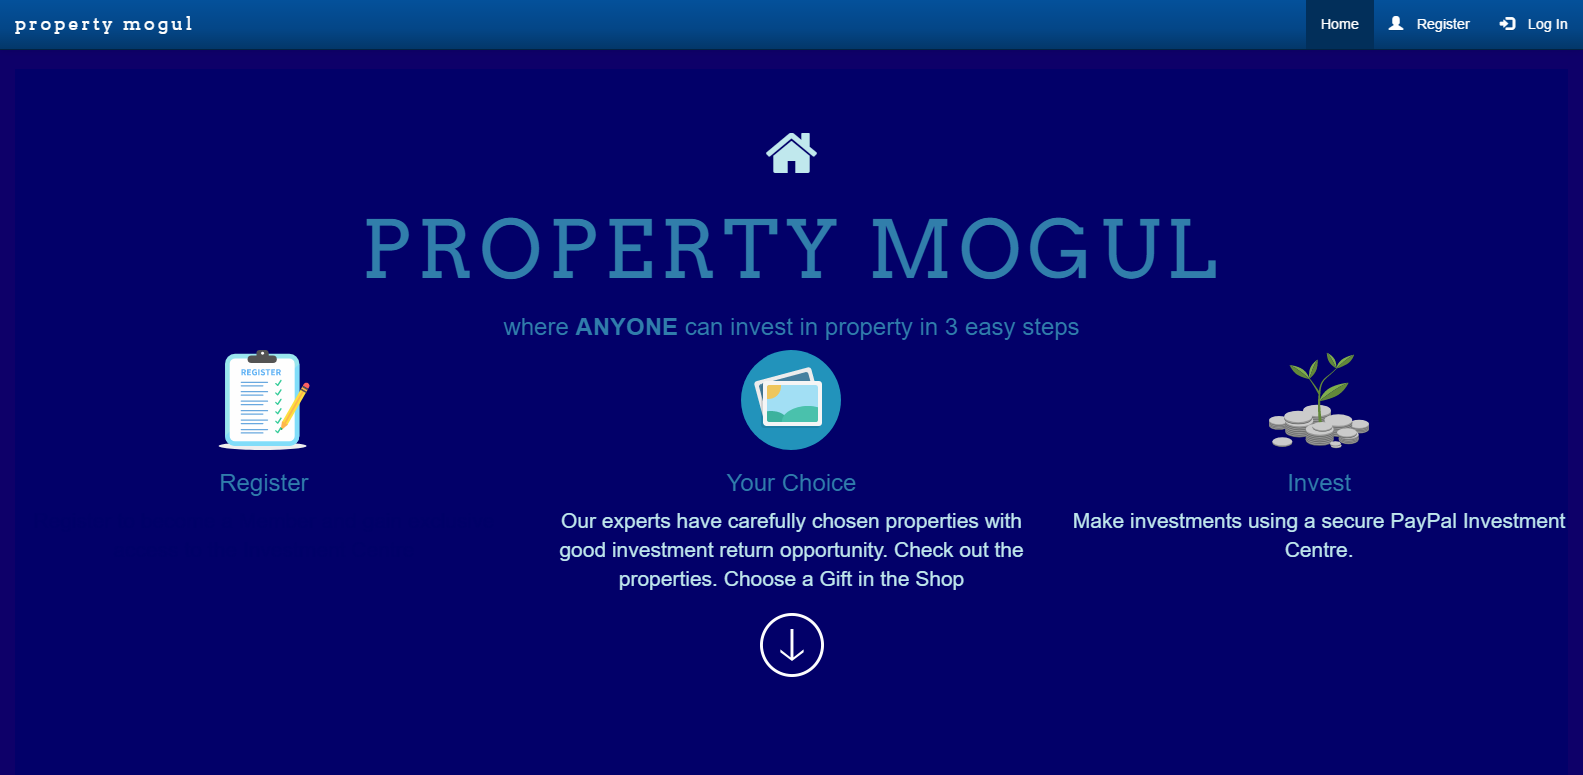 property mogul
Home Register Log In
PROPERTY MOGUL
where ANYONE can invest in property in 3 easy steps
REGISTER
Register Your Choice Invest
Our experts have carefully chosen properties with
good investment return opportunity. Check out the
properties. Choose a Gift in the Shop
Make investments using a secure PayPal Investment
Centre.